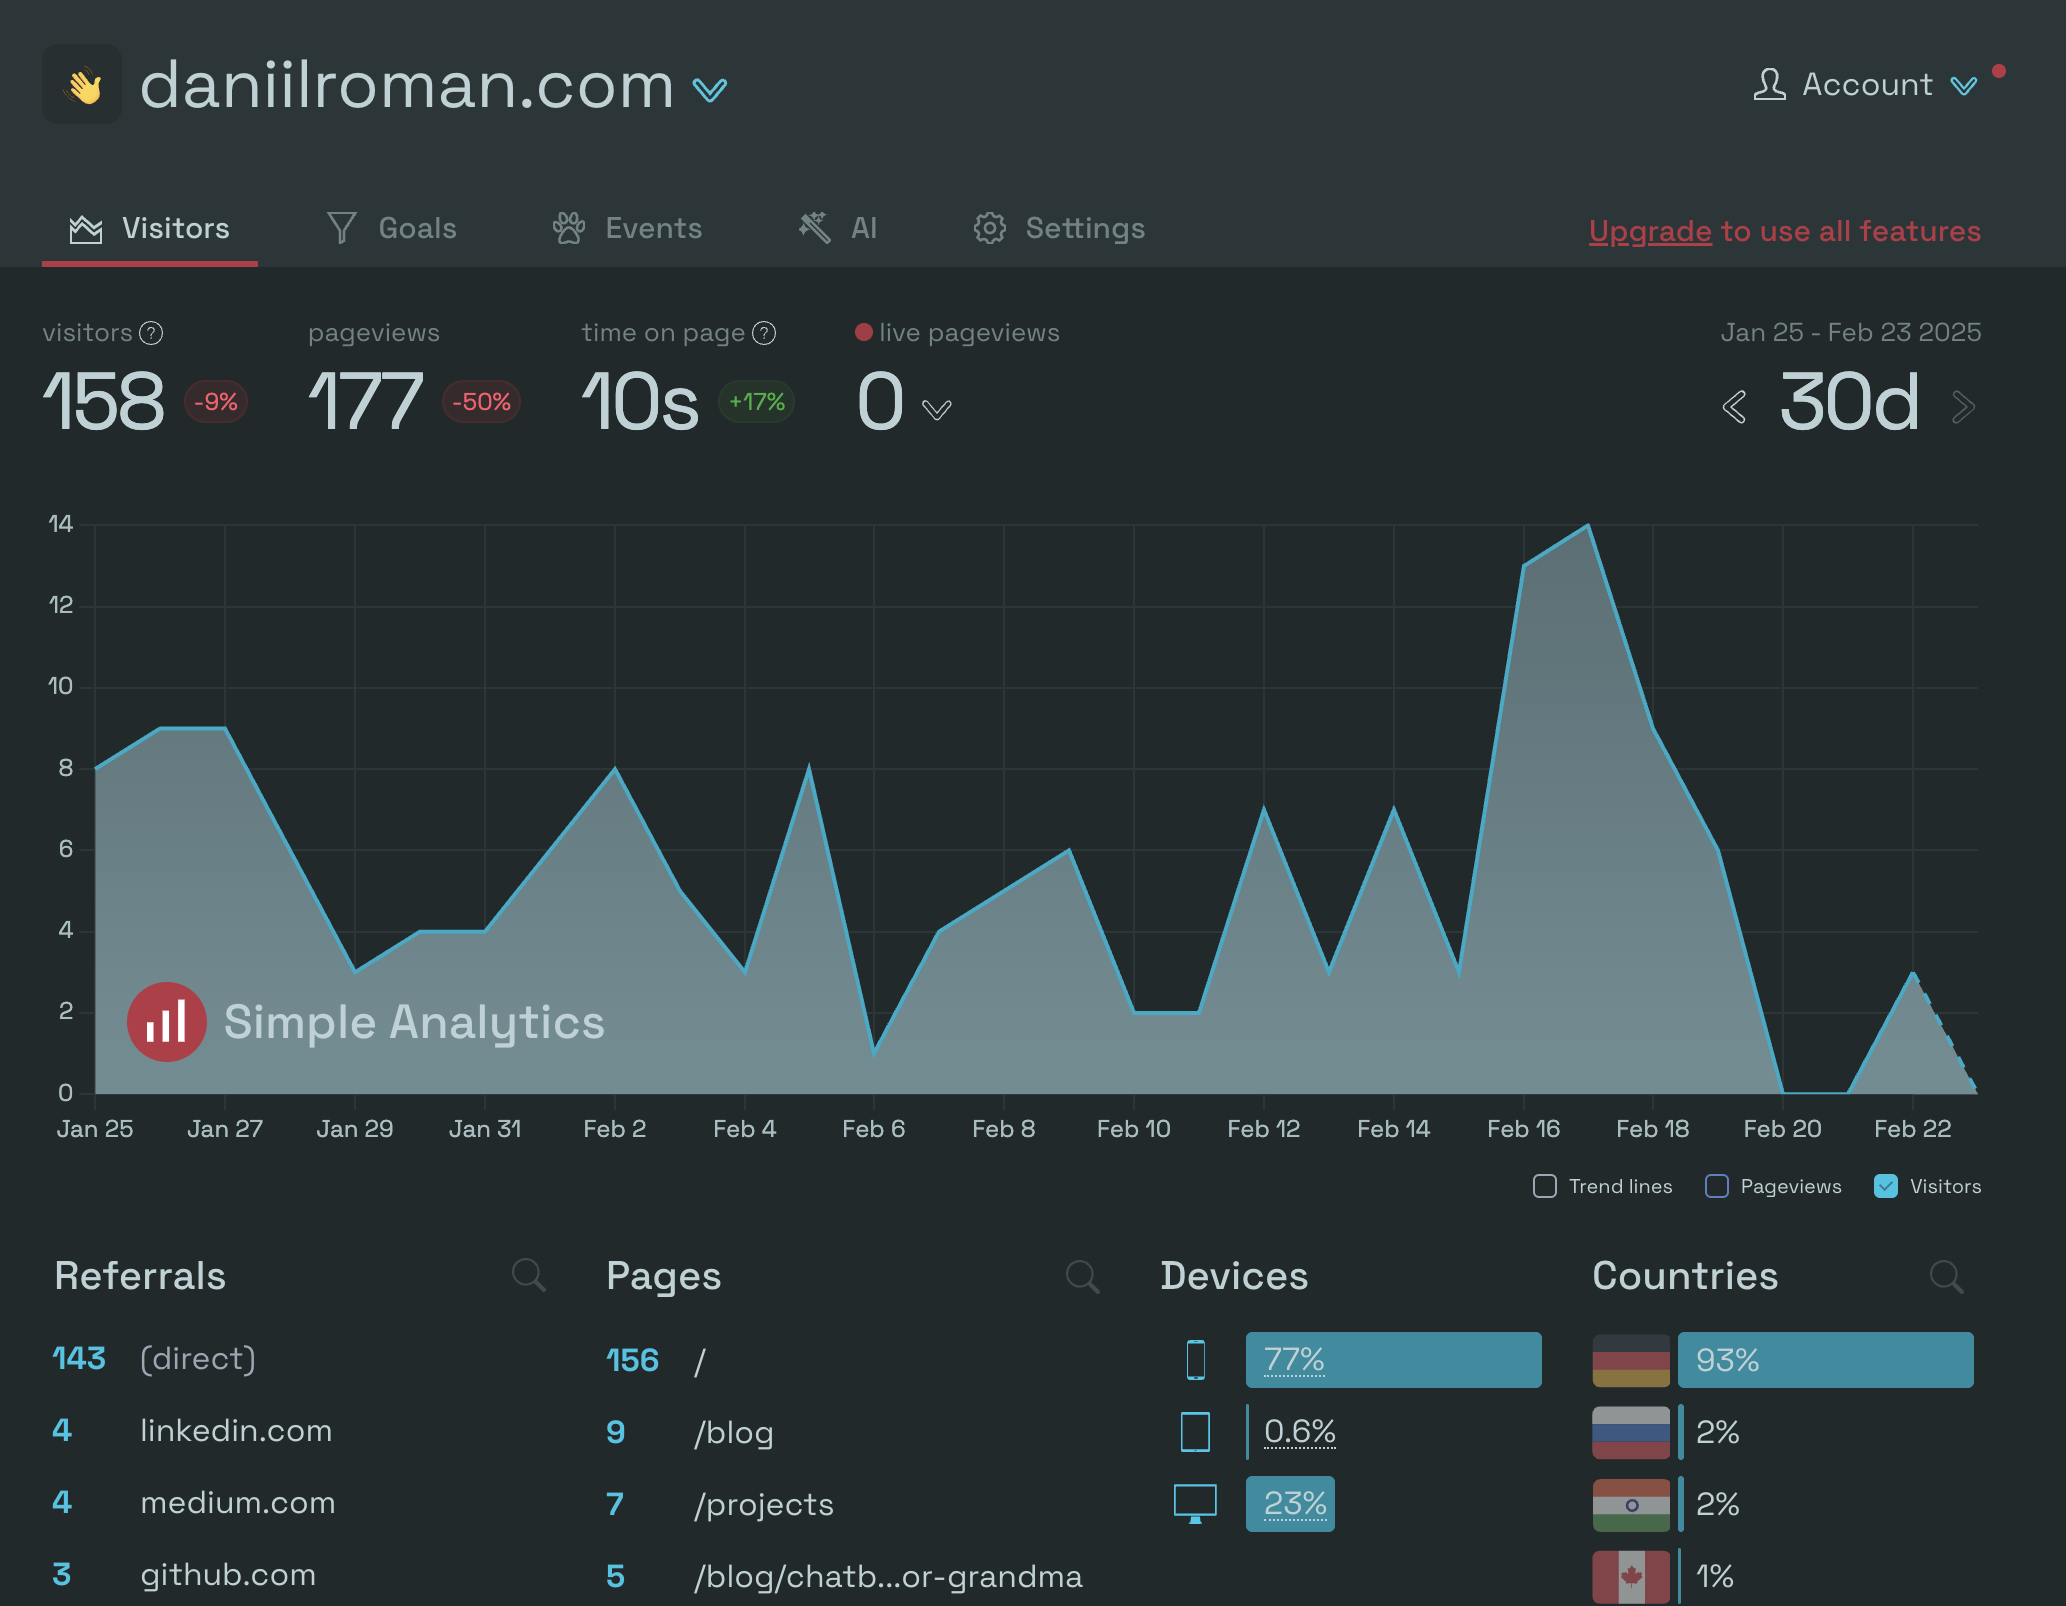 daniilroman.com
Account
Visitors
Goals
Events
AI
Settings
Upgrade to use all features
visitors ?
pageviews
time on page ?
live pageviews
Jan 25 - Feb 23 2025
158 -9%
177 -50%
10s +17%
0
30d
14
12
10
8
6
4
2
0
Simple Analytics
Jan 25 Jan 27 Jan 29 Jan 31 Feb 2 Feb 4 Feb 6 Feb 8 Feb 10 Feb 12 Feb 14 Feb 16 Feb 18 Feb 20 Feb 22
Trend lines Pageviews Visitors
Referrals
143 (direct)
4 linkedin.com
4 medium.com
3 github.com
Pages
156 /
9 /blog
7 /projects
5 /blog/chatb...or-grandma
Devices
77%
0.6%
23%
Countries
93%
2%
2%
1%